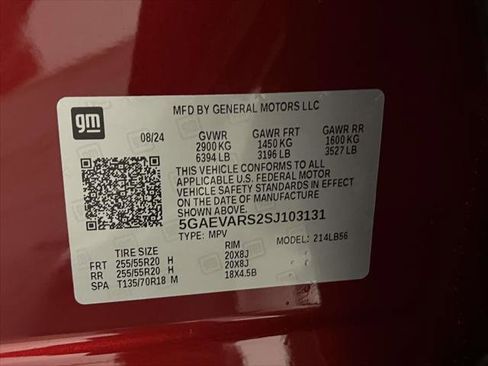 gm
MFD BY GENERAL MOTORS LLC
08/24 GVWR GAWR FRT GAWR RR
2900 KG 1450 KG 1600 KG
6394 LB 3196 LB 3527 LB
THIS VEHICLE CONFORMS TO ALL
APPLICABLE U.S. FEDERAL MOTOR
VEHICLE SAFETY STANDARDS IN EFFECT
ON THE DATE OF MANUFACTURE SHOWN ABOVE.
5GAEVARS2SJ103131
TYPE: MPV MODEL: 214LB56
TIRE SIZE RIM
FRT 255/55R20 H 20X8J
RR 255/55R20 H 20X8J
SPA T135/70R18 M 18X4.5B